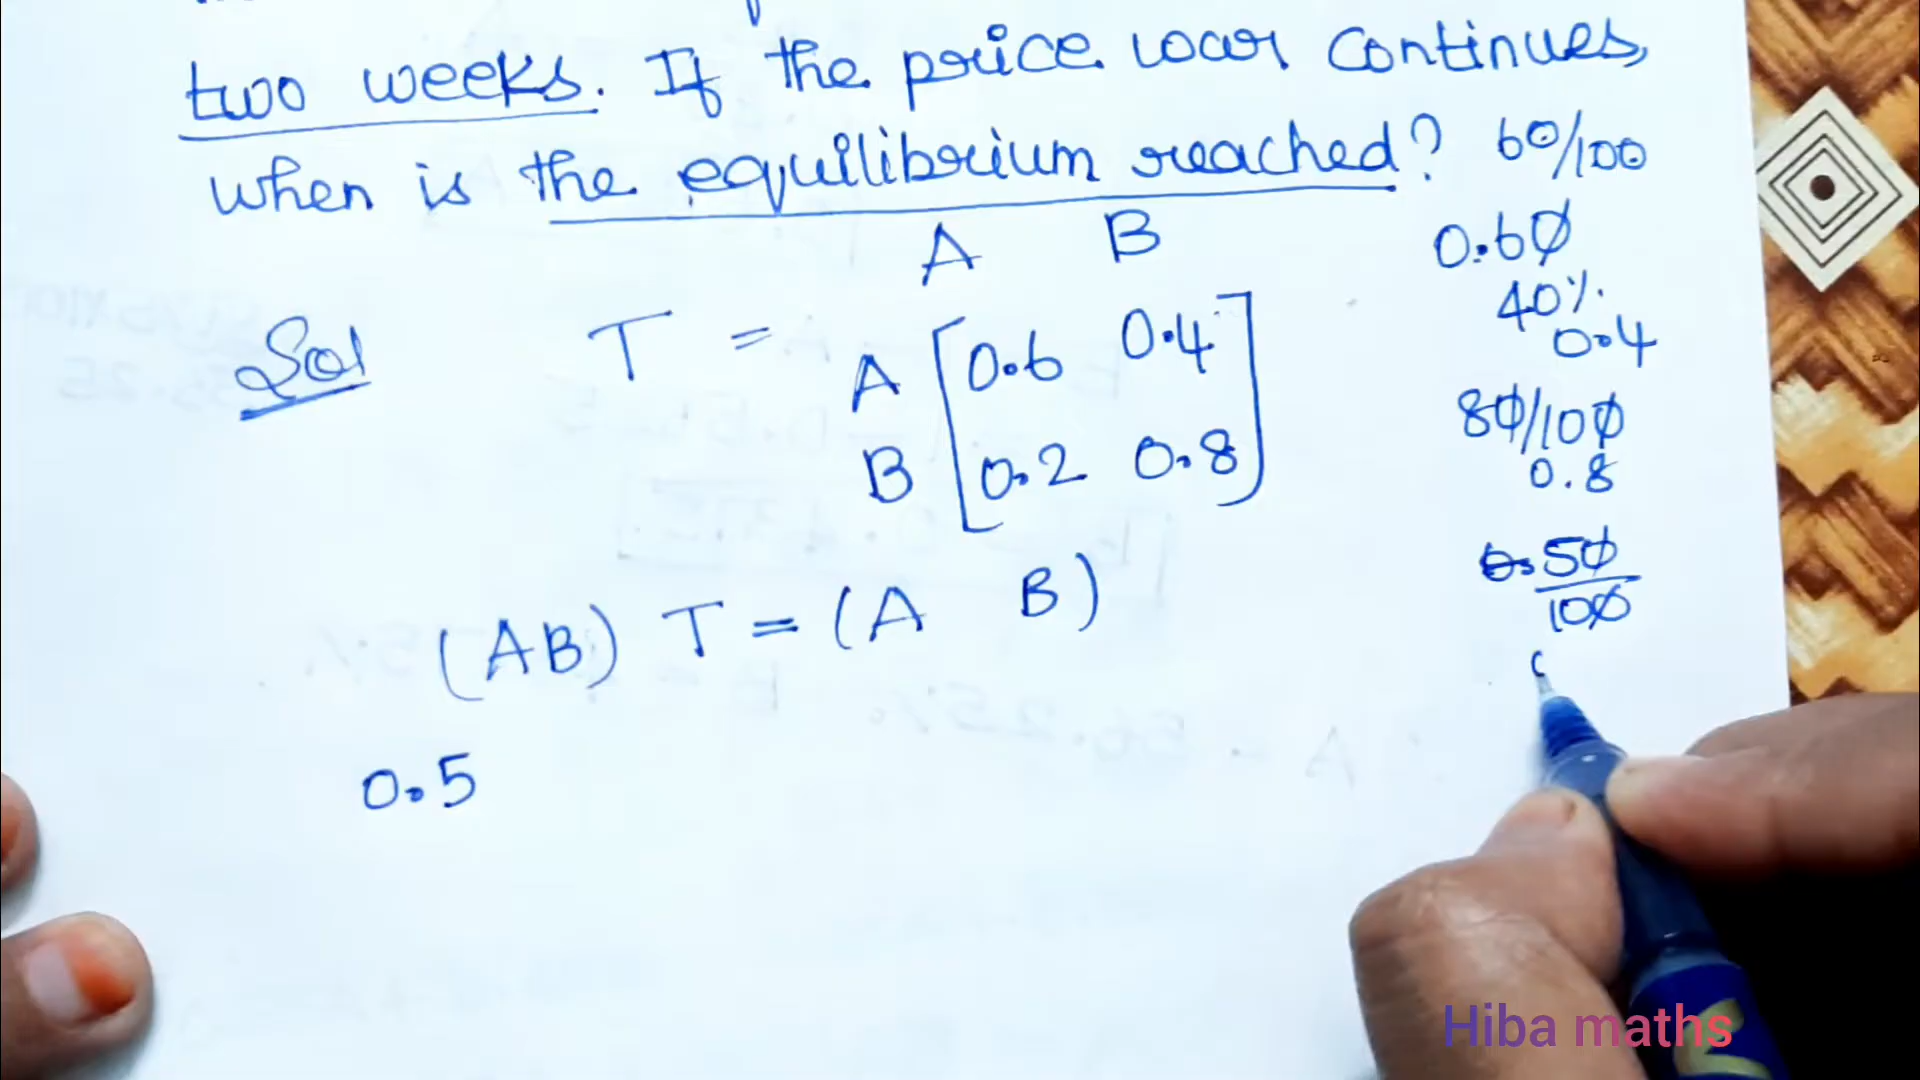 two weeks. If the price war continues,
when is the equilibrium reached? 60/100
A B
0.60
40%
0.4
Sol T = A [0.6 0.4]
B [0.2 0.8]
80/100
0.8
0. 50
100
(AB) T = (A B)
0
0.5
Hiba maths